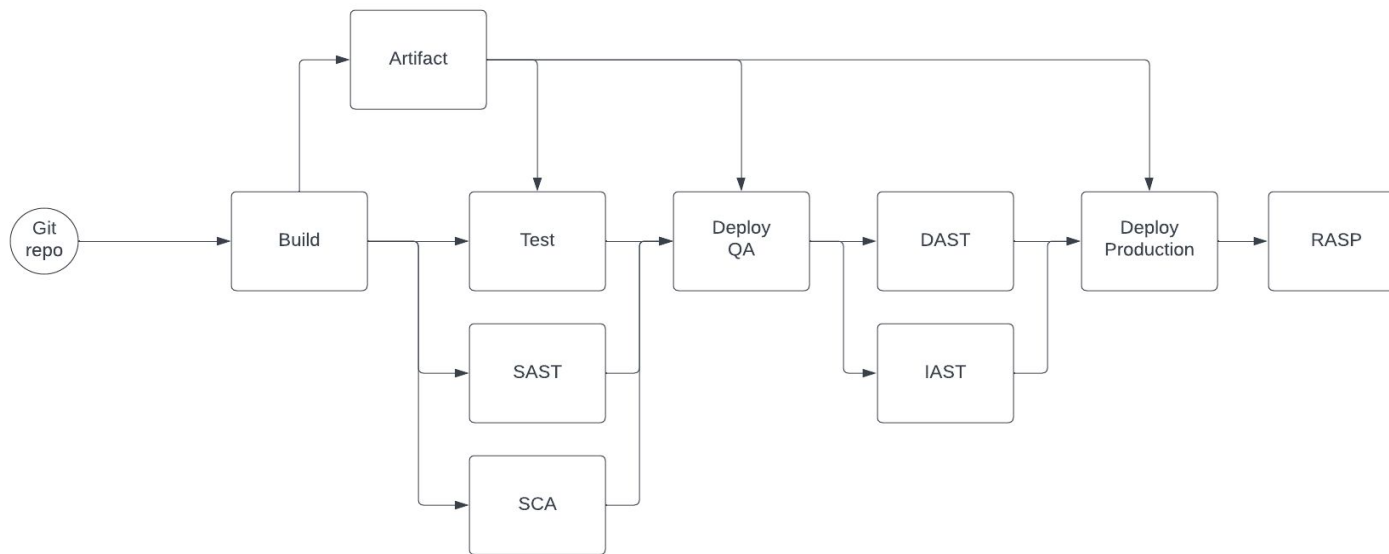 Artifact
Git
repo
Build
Test
Deploy
QA
DAST
Deploy
Production
RASP
SAST
IAST
SCA